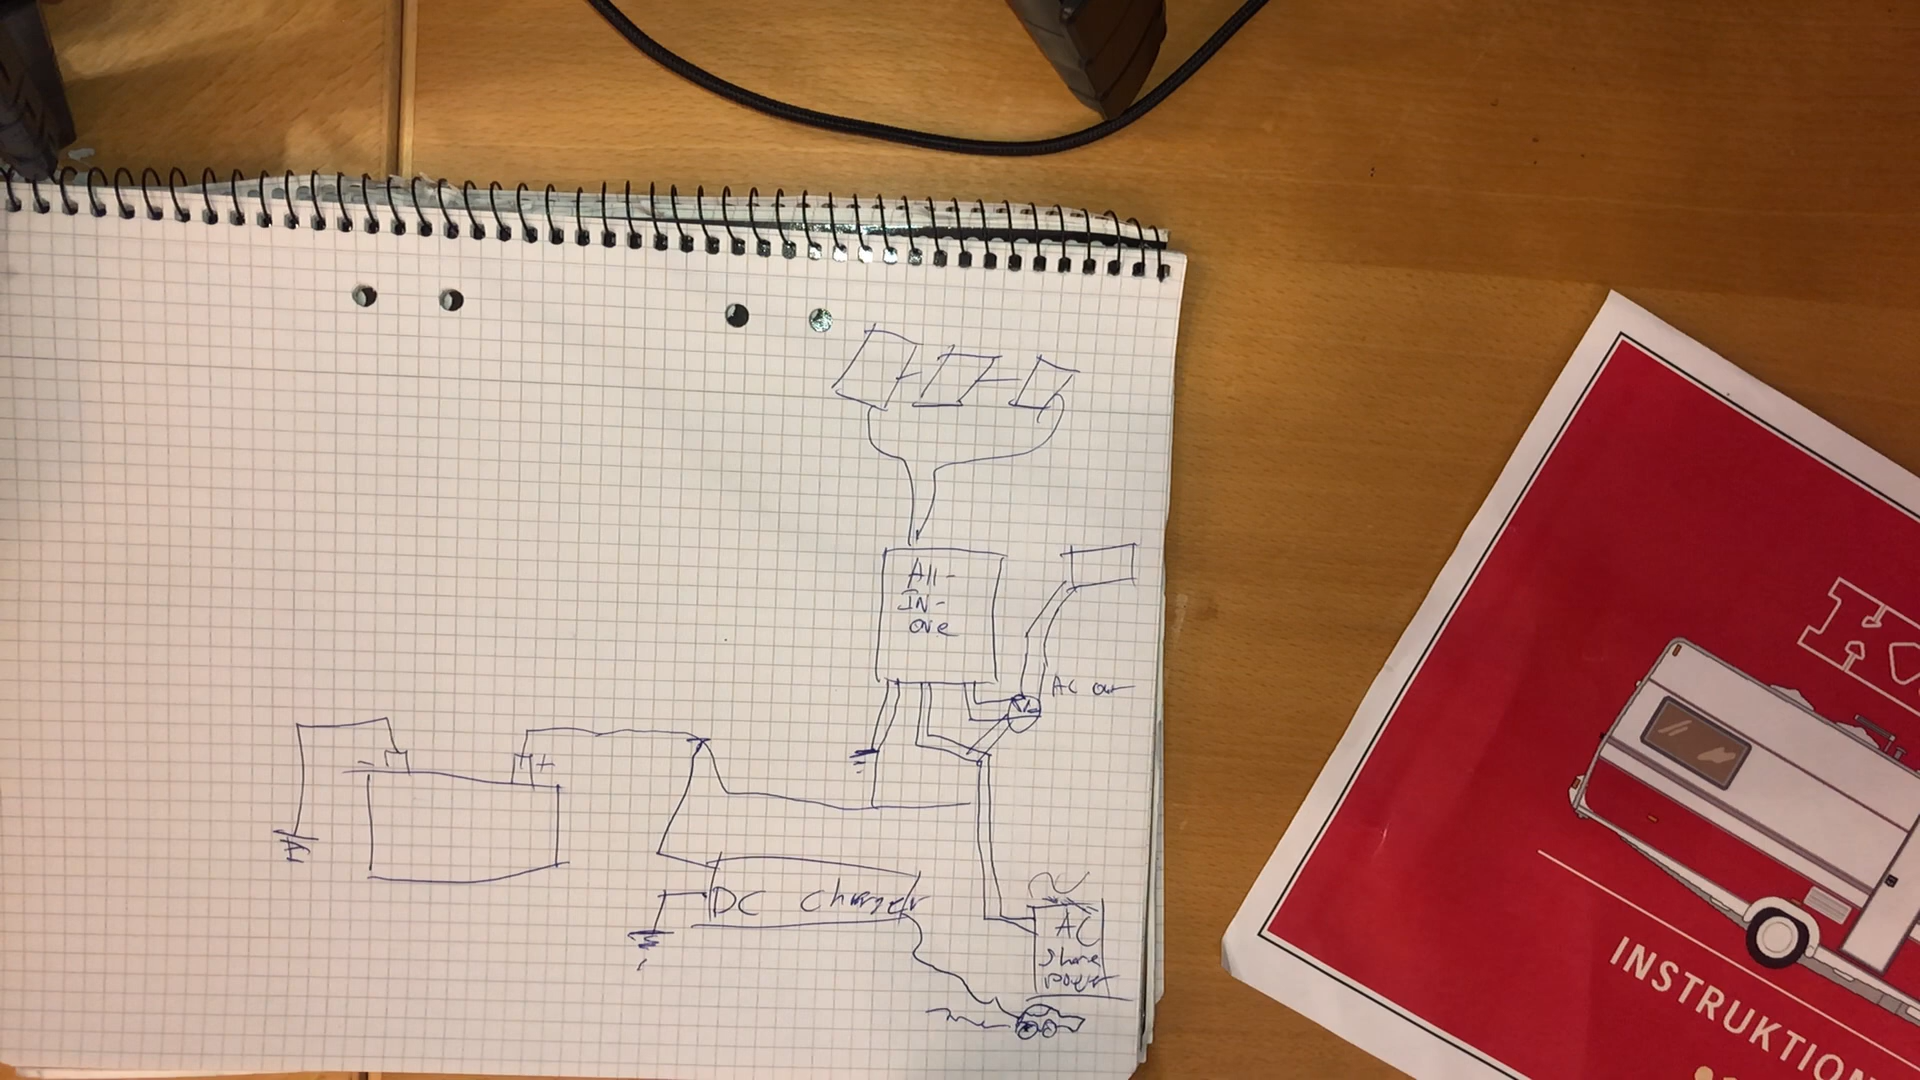 All-
IN-
one
AC out
- +
DC Charger
AC
shore
power
INSTRUKTION